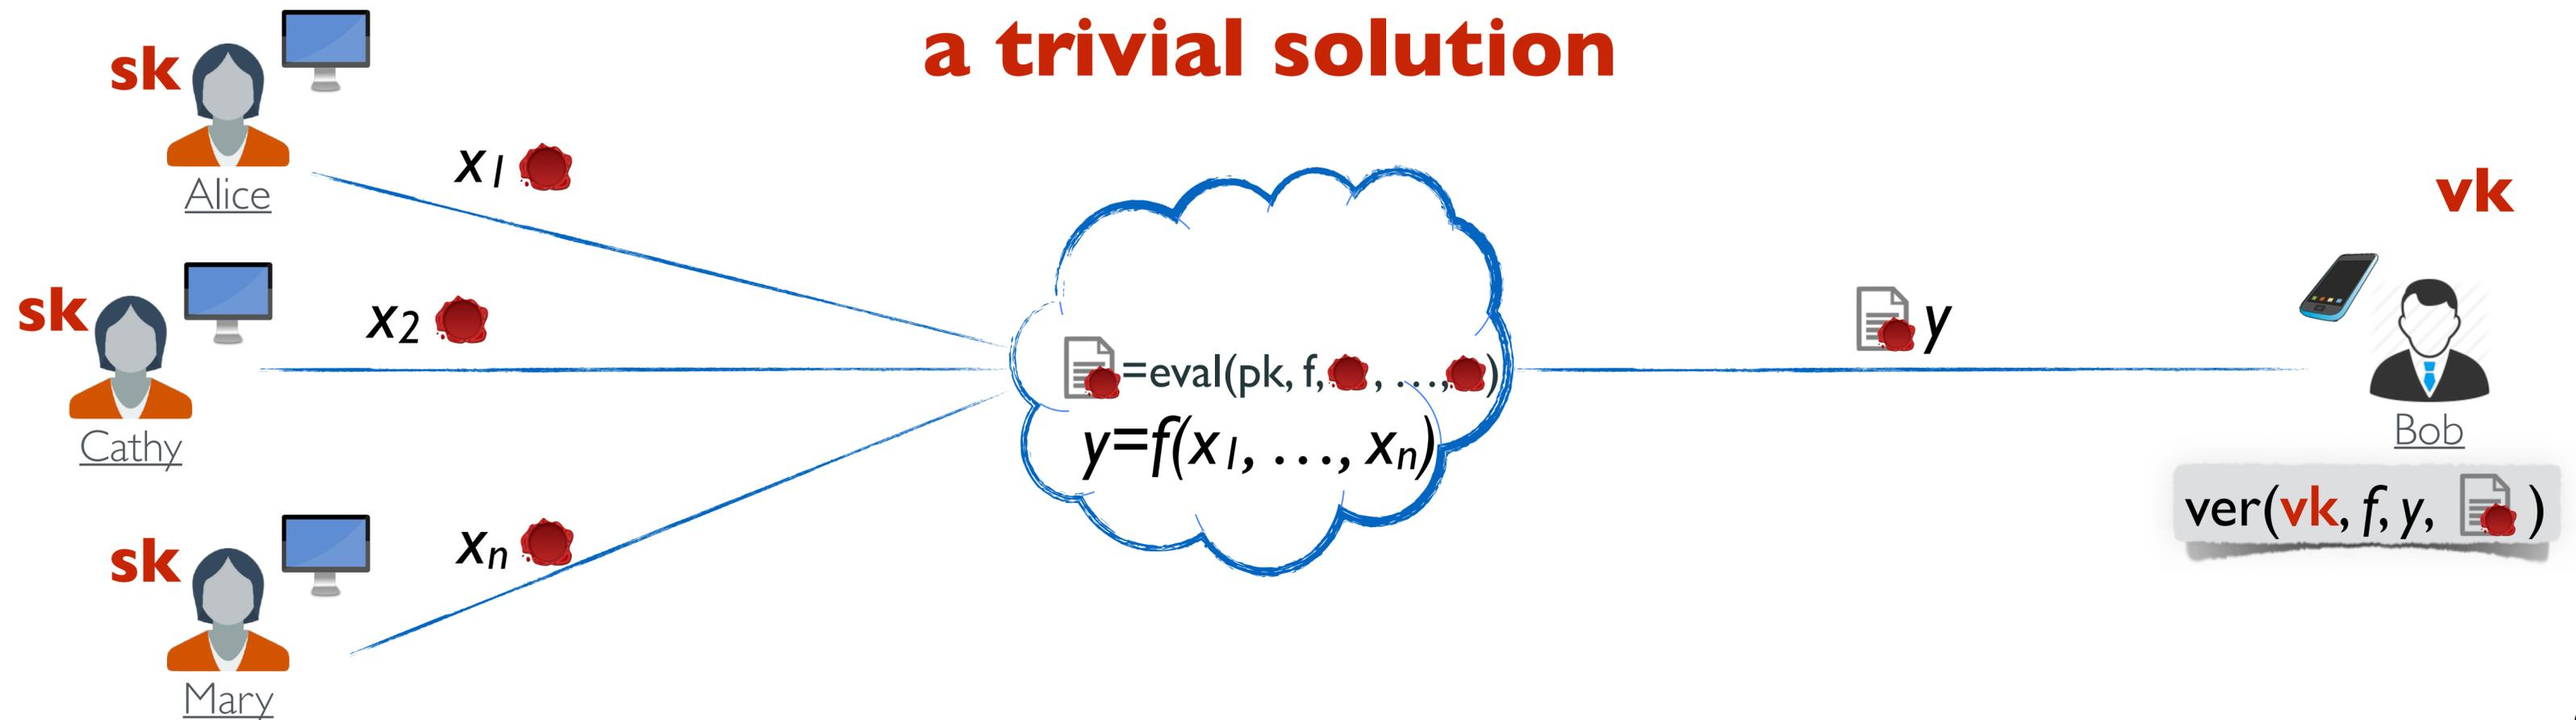 a trivial solution
sk
Alice
x1
sk
Cathy
x2
sk
Mary
xn
=eval(pk, f, , ..., )
y=f(x1, ..., xn)
y
vk
Bob
ver(vk, f, y, )